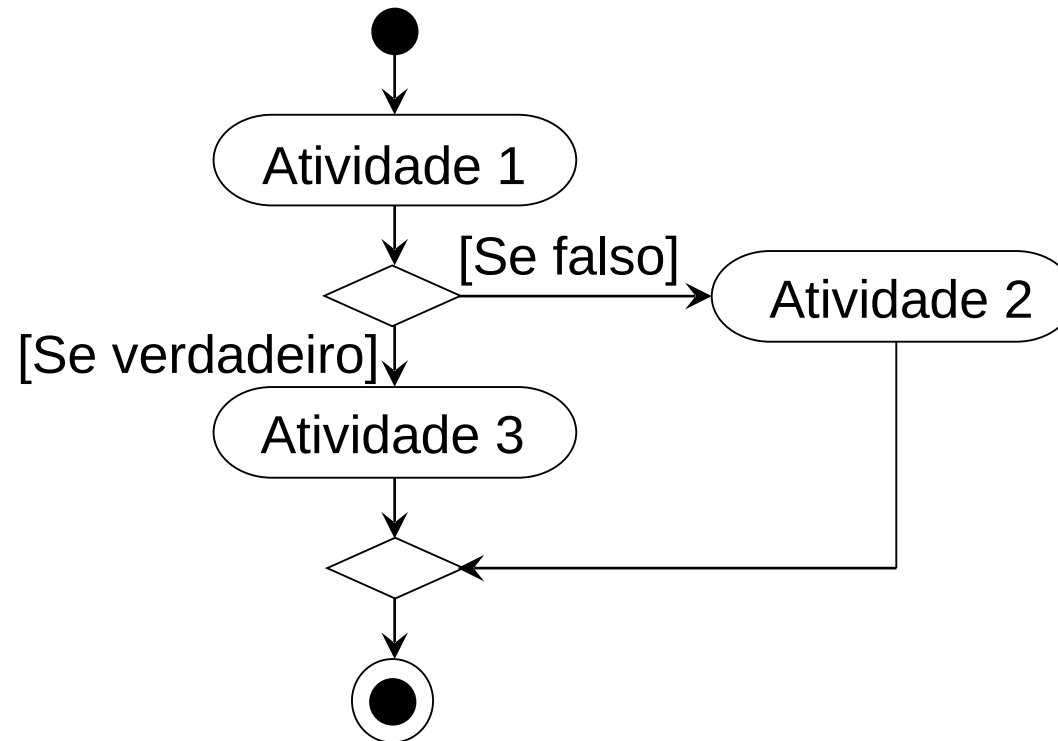 Atividade 1
[Se falso]
Atividade 2
[Se verdadeiro]
Atividade 3